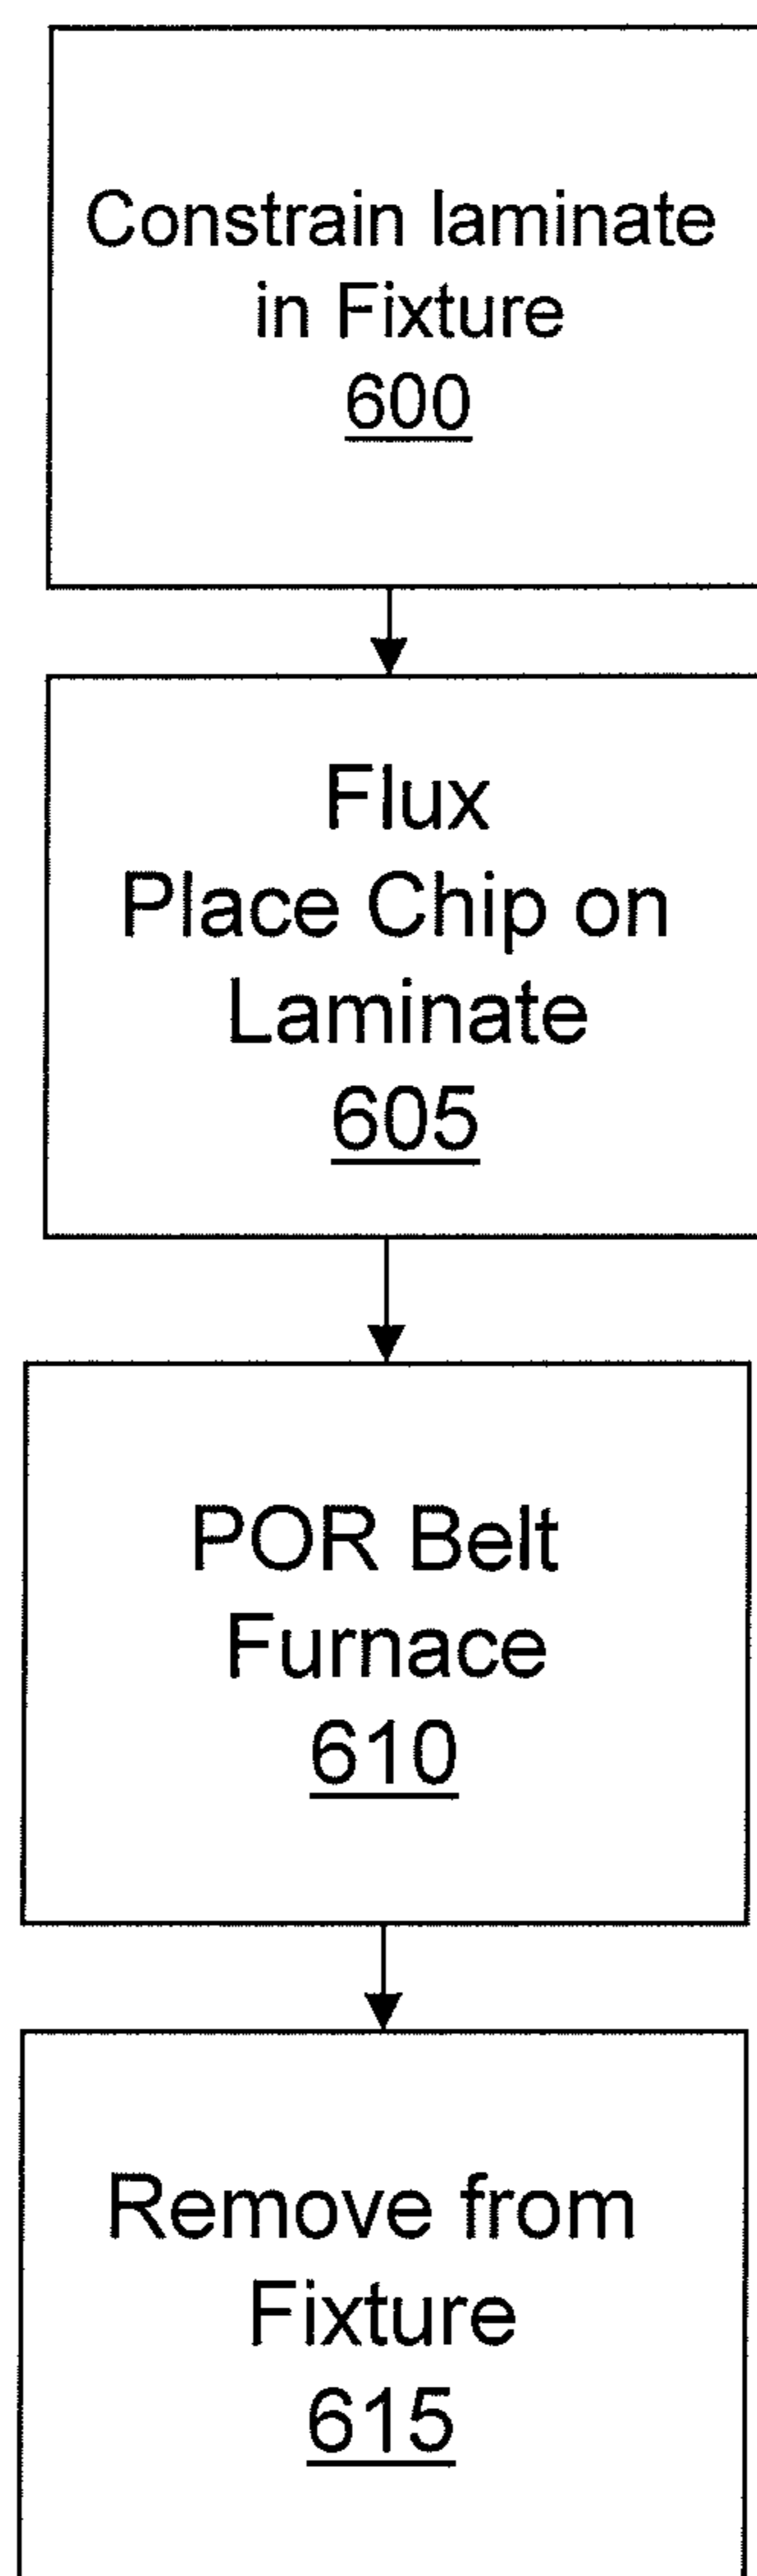 Constrain laminate
in Fixture
600
Flux
Place Chip on
Laminate
605
POR Belt
Furnace
610
Remove from
Fixture
615